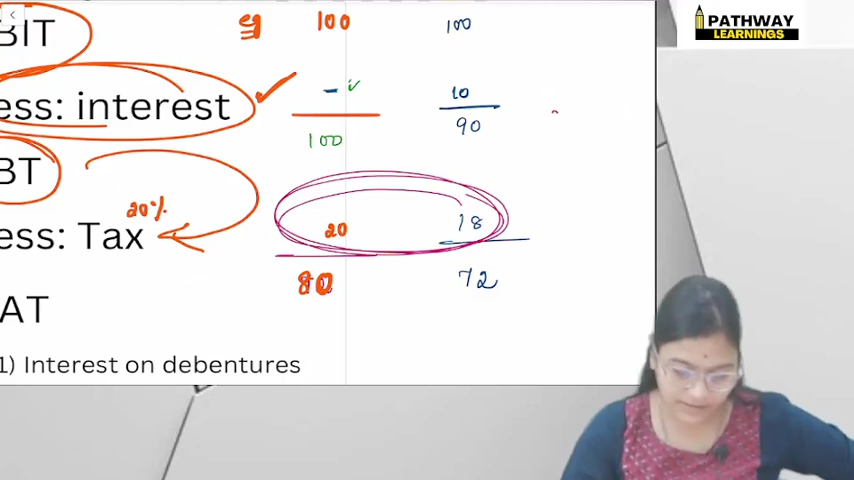 PATHWAY
LEARNINGS
BIT eg 100 100
ess: interest - 10
100 90
BT
20%
ess: Tax 20 18
80 72
AT
1) Interest on debentures